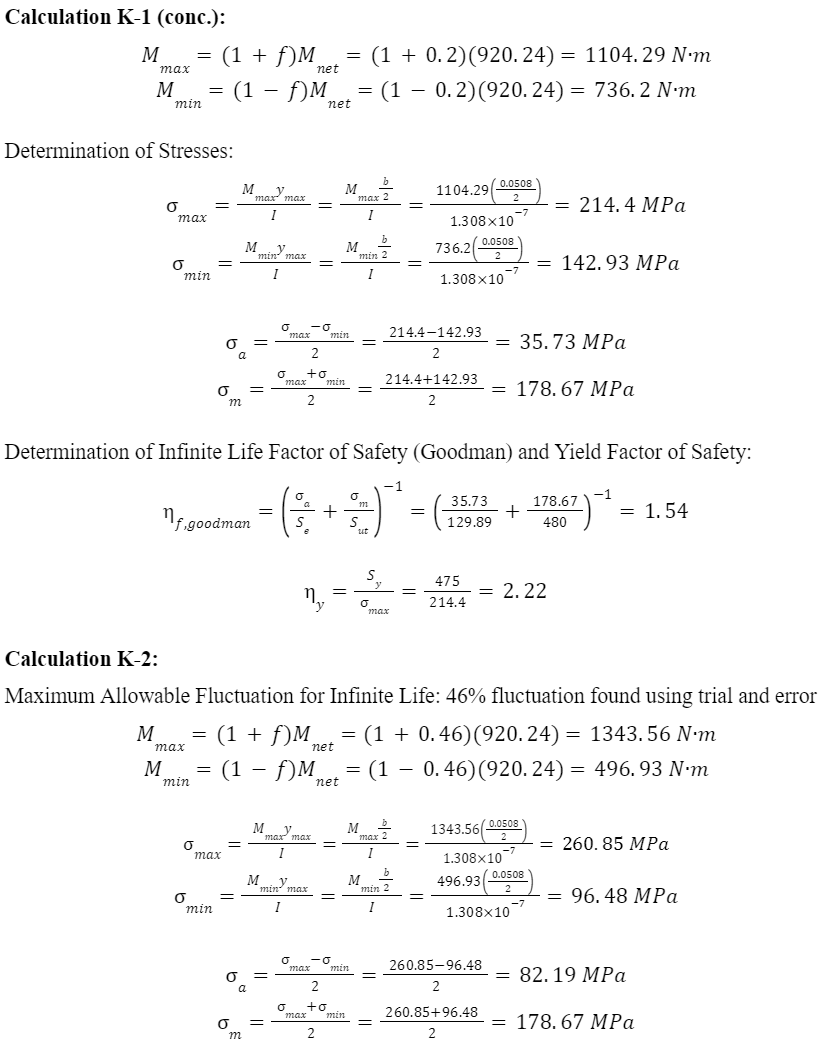 Calculation K-1 (conc.):
M_max = (1 + f)M_net = (1 + 0.2)(920.24) = 1104.29 N·m
M_min = (1 − f)M_net = (1 − 0.2)(920.24) = 736.2 N·m
Determination of Stresses:
σ_max = (M_max y_max)/I = (M_max b/2)/I = (1104.29(0.0508/2))/(1.308×10^−7) = 214.4 MPa
σ_min = (M_min y_max)/I = (M_min b/2)/I = (736.2(0.0508/2))/(1.308×10^−7) = 142.93 MPa
σ_a = (σ_max−σ_min)/2 = (214.4−142.93)/2 = 35.73 MPa
σ_m = (σ_max+σ_min)/2 = (214.4+142.93)/2 = 178.67 MPa
Determination of Infinite Life Factor of Safety (Goodman) and Yield Factor of Safety:
η_f,goodman = (σ_a/S_e + σ_m/S_ut)^−1 = (35.73/129.89 + 178.67/480)^−1 = 1.54
η_y = S_y/σ_max = 475/214.4 = 2.22
Calculation K-2:
Maximum Allowable Fluctuation for Infinite Life: 46% fluctuation found using trial and error
M_max = (1 + f)M_net = (1 + 0.46)(920.24) = 1343.56 N·m
M_min = (1 − f)M_net = (1 − 0.46)(920.24) = 496.93 N·m
σ_max = (M_max y_max)/I = (M_max b/2)/I = (1343.56(0.0508/2))/(1.308×10^−7) = 260.85 MPa
σ_min = (M_min y_max)/I = (M_min b/2)/I = (496.93(0.0508/2))/(1.308×10^−7) = 96.48 MPa
σ_a = (σ_max−σ_min)/2 = (260.85−96.48)/2 = 82.19 MPa
σ_m = (σ_max+σ_min)/2 = (260.85+96.48)/2 = 178.67 MPa